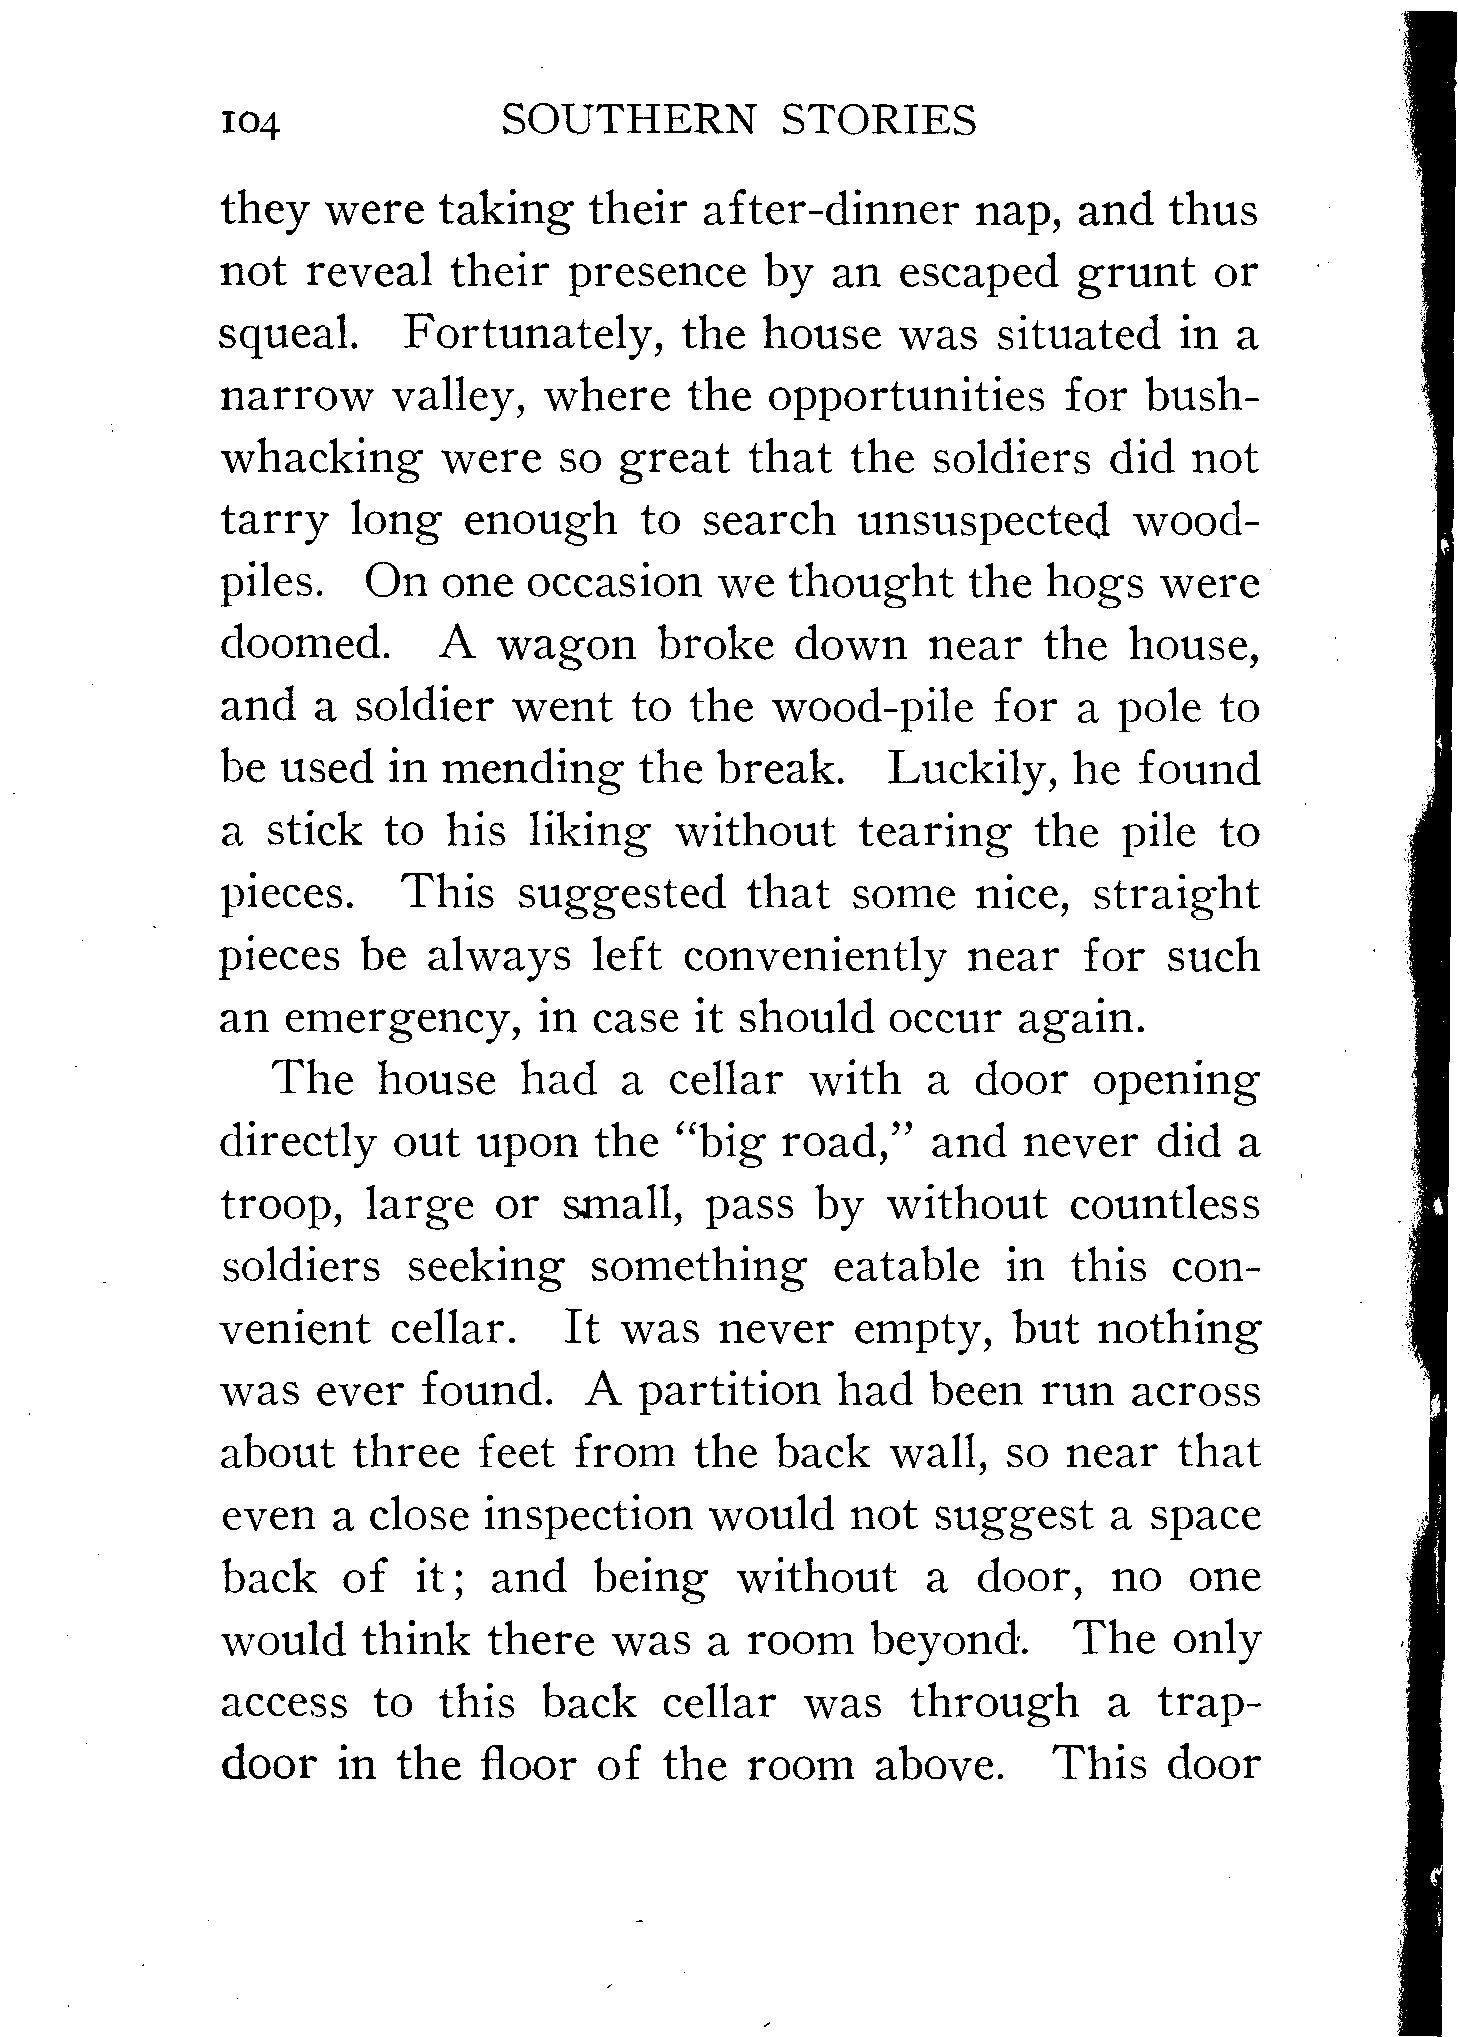 104 SOUTHERN STORIES
they were taking their after-dinner nap, and thus
not reveal their presence by an escaped grunt or
squeal. Fortunately, the house was situated in a
narrow valley, where the opportunities for bush-
whacking were so great that the soldiers did not
tarry long enough to search unsuspected wood-
piles. On one occasion we thought the hogs were
doomed. A wagon broke down near the house,
and a soldier went to the wood-pile for a pole to
be used in mending the break. Luckily, he found
a stick to his liking without tearing the pile to
pieces. This suggested that some nice, straight
pieces be always left conveniently near for such
an emergency, in case it should occur again.
The house had a cellar with a door opening
directly out upon the “big road,” and never did a
troop, large or small, pass by without countless
soldiers seeking something eatable in this con-
venient cellar. It was never empty, but nothing
was ever found. A partition had been run across
about three feet from the back wall, so near that
even a close inspection would not suggest a space
back of it; and being without a door, no one
would think there was a room beyond. The only
access to this back cellar was through a trap-
door in the floor of the room above. This door